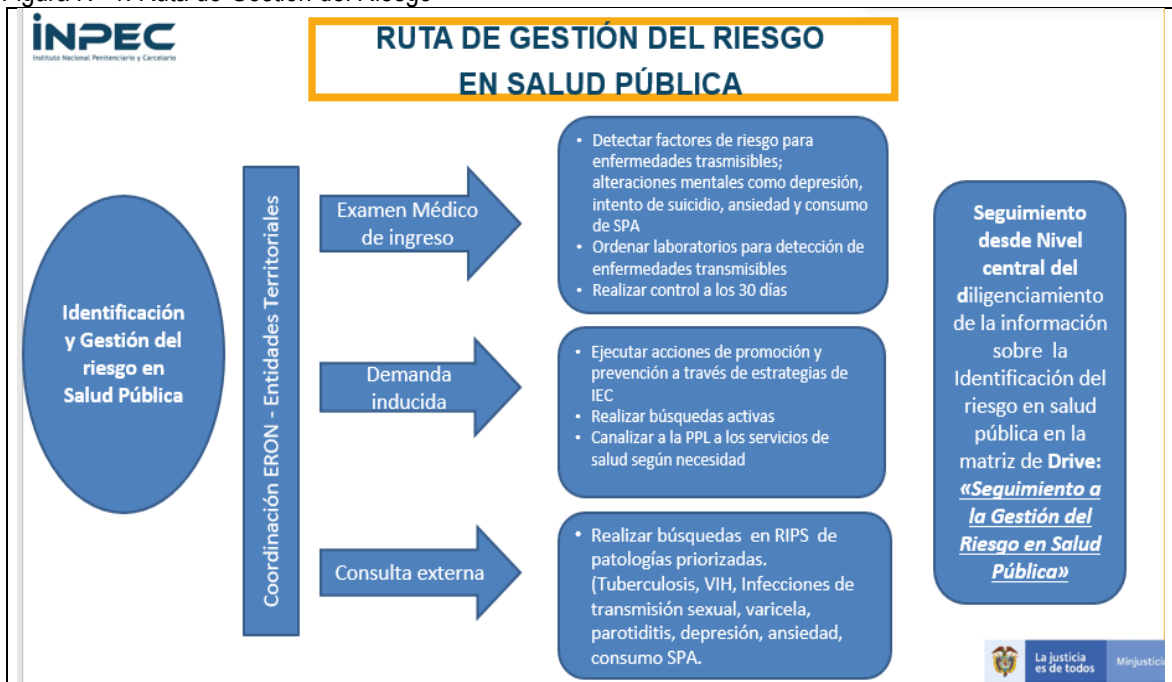 Figura N° 1. Ruta de Gestión del Riesgo
INPEC
Instituto Nacional Penitenciario y Carcelario
RUTA DE GESTIÓN DEL RIESGO
EN SALUD PÚBLICA
Identificación
y Gestión del
riesgo en
Salud Pública
Coordinación ERON - Entidades Territoriales
Examen Médico
de ingreso
• Detectar factores de riesgo para
enfermedades trasmisibles;
alteraciones mentales como depresión,
intento de suicidio, ansiedad y consumo
de SPA
• Ordenar laboratorios para detección de
enfermedades transmisibles
• Realizar control a los 30 días
Demanda
inducida
• Ejecutar acciones de promoción y
prevención a través de estrategias de
IEC
• Realizar búsquedas activas
• Canalizar a la PPL a los servicios de
salud según necesidad
Consulta externa
• Realizar búsquedas en RIPS de
patologías priorizadas.
(Tuberculosis, VIH, Infecciones de
transmisión sexual, varicela,
parotiditis, depresión, ansiedad,
consumo SPA.
Seguimiento
desde Nivel
central del
diligenciamiento
de la información
sobre la
Identificación del
riesgo en salud
pública en la
matriz de Drive:
«Seguimiento a
la Gestión del
Riesgo en Salud
Pública»
La justicia
es de todos
Minjusticia